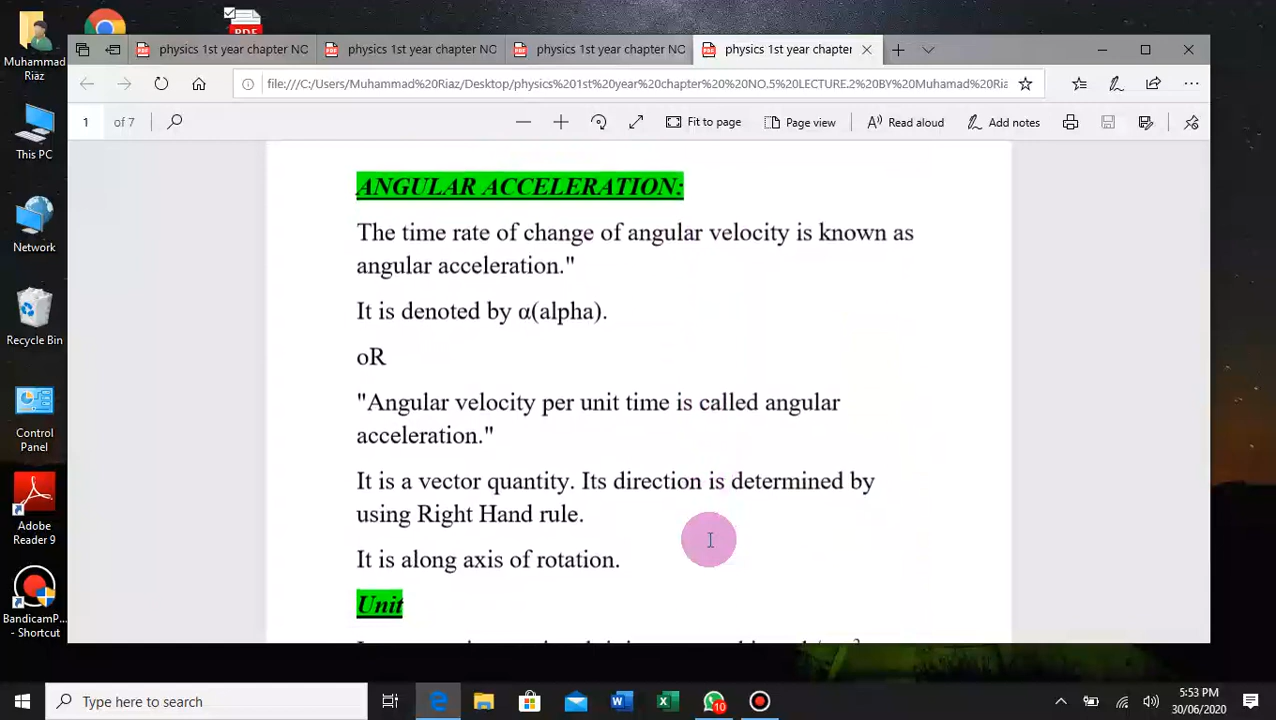 Muhammad
Riaz
This PC
Network
Recycle Bin
Control
Panel
Adobe
Reader 9
BandicamP...
- Shortcut
PDF
physics 1st year chapter NO
physics 1st year chapter NO
physics 1st year chapter NO
physics 1st year chapter
file:///C:/Users/Muhammad%20Riaz/Desktop/physics%201st%20year%20chapter%20%20NO.5%20LECTURE.2%20BY%20Muhamad%20Ria
1 of 7
Fit to page
Page view
Read aloud
Add notes
ANGULAR ACCELERATION:
The time rate of change of angular velocity is known as
angular acceleration."
It is denoted by α(alpha).
oR
"Angular velocity per unit time is called angular
acceleration."
It is a vector quantity. Its direction is determined by
using Right Hand rule.
It is along axis of rotation.
Unit
Type here to search
10
5:53 PM
30/06/2020